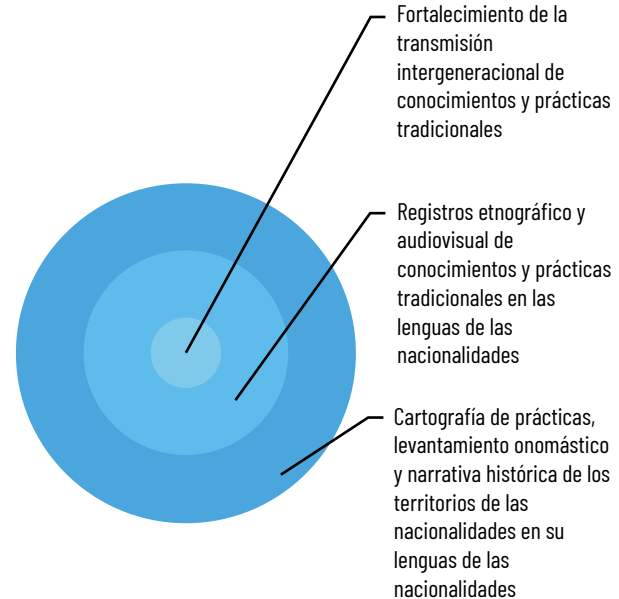 Fortalecimiento de la
transmisión
intergeneracional de
conocimientos y prácticas
tradicionales
Registros etnográfico y
audiovisual de
conocimientos y prácticas
tradicionales en las
lenguas de las
nacionalidades
Cartografía de prácticas,
levantamiento onomástico
y narrativa histórica de los
territorios de las
nacionalidades en su
lenguas de las
nacionalidades